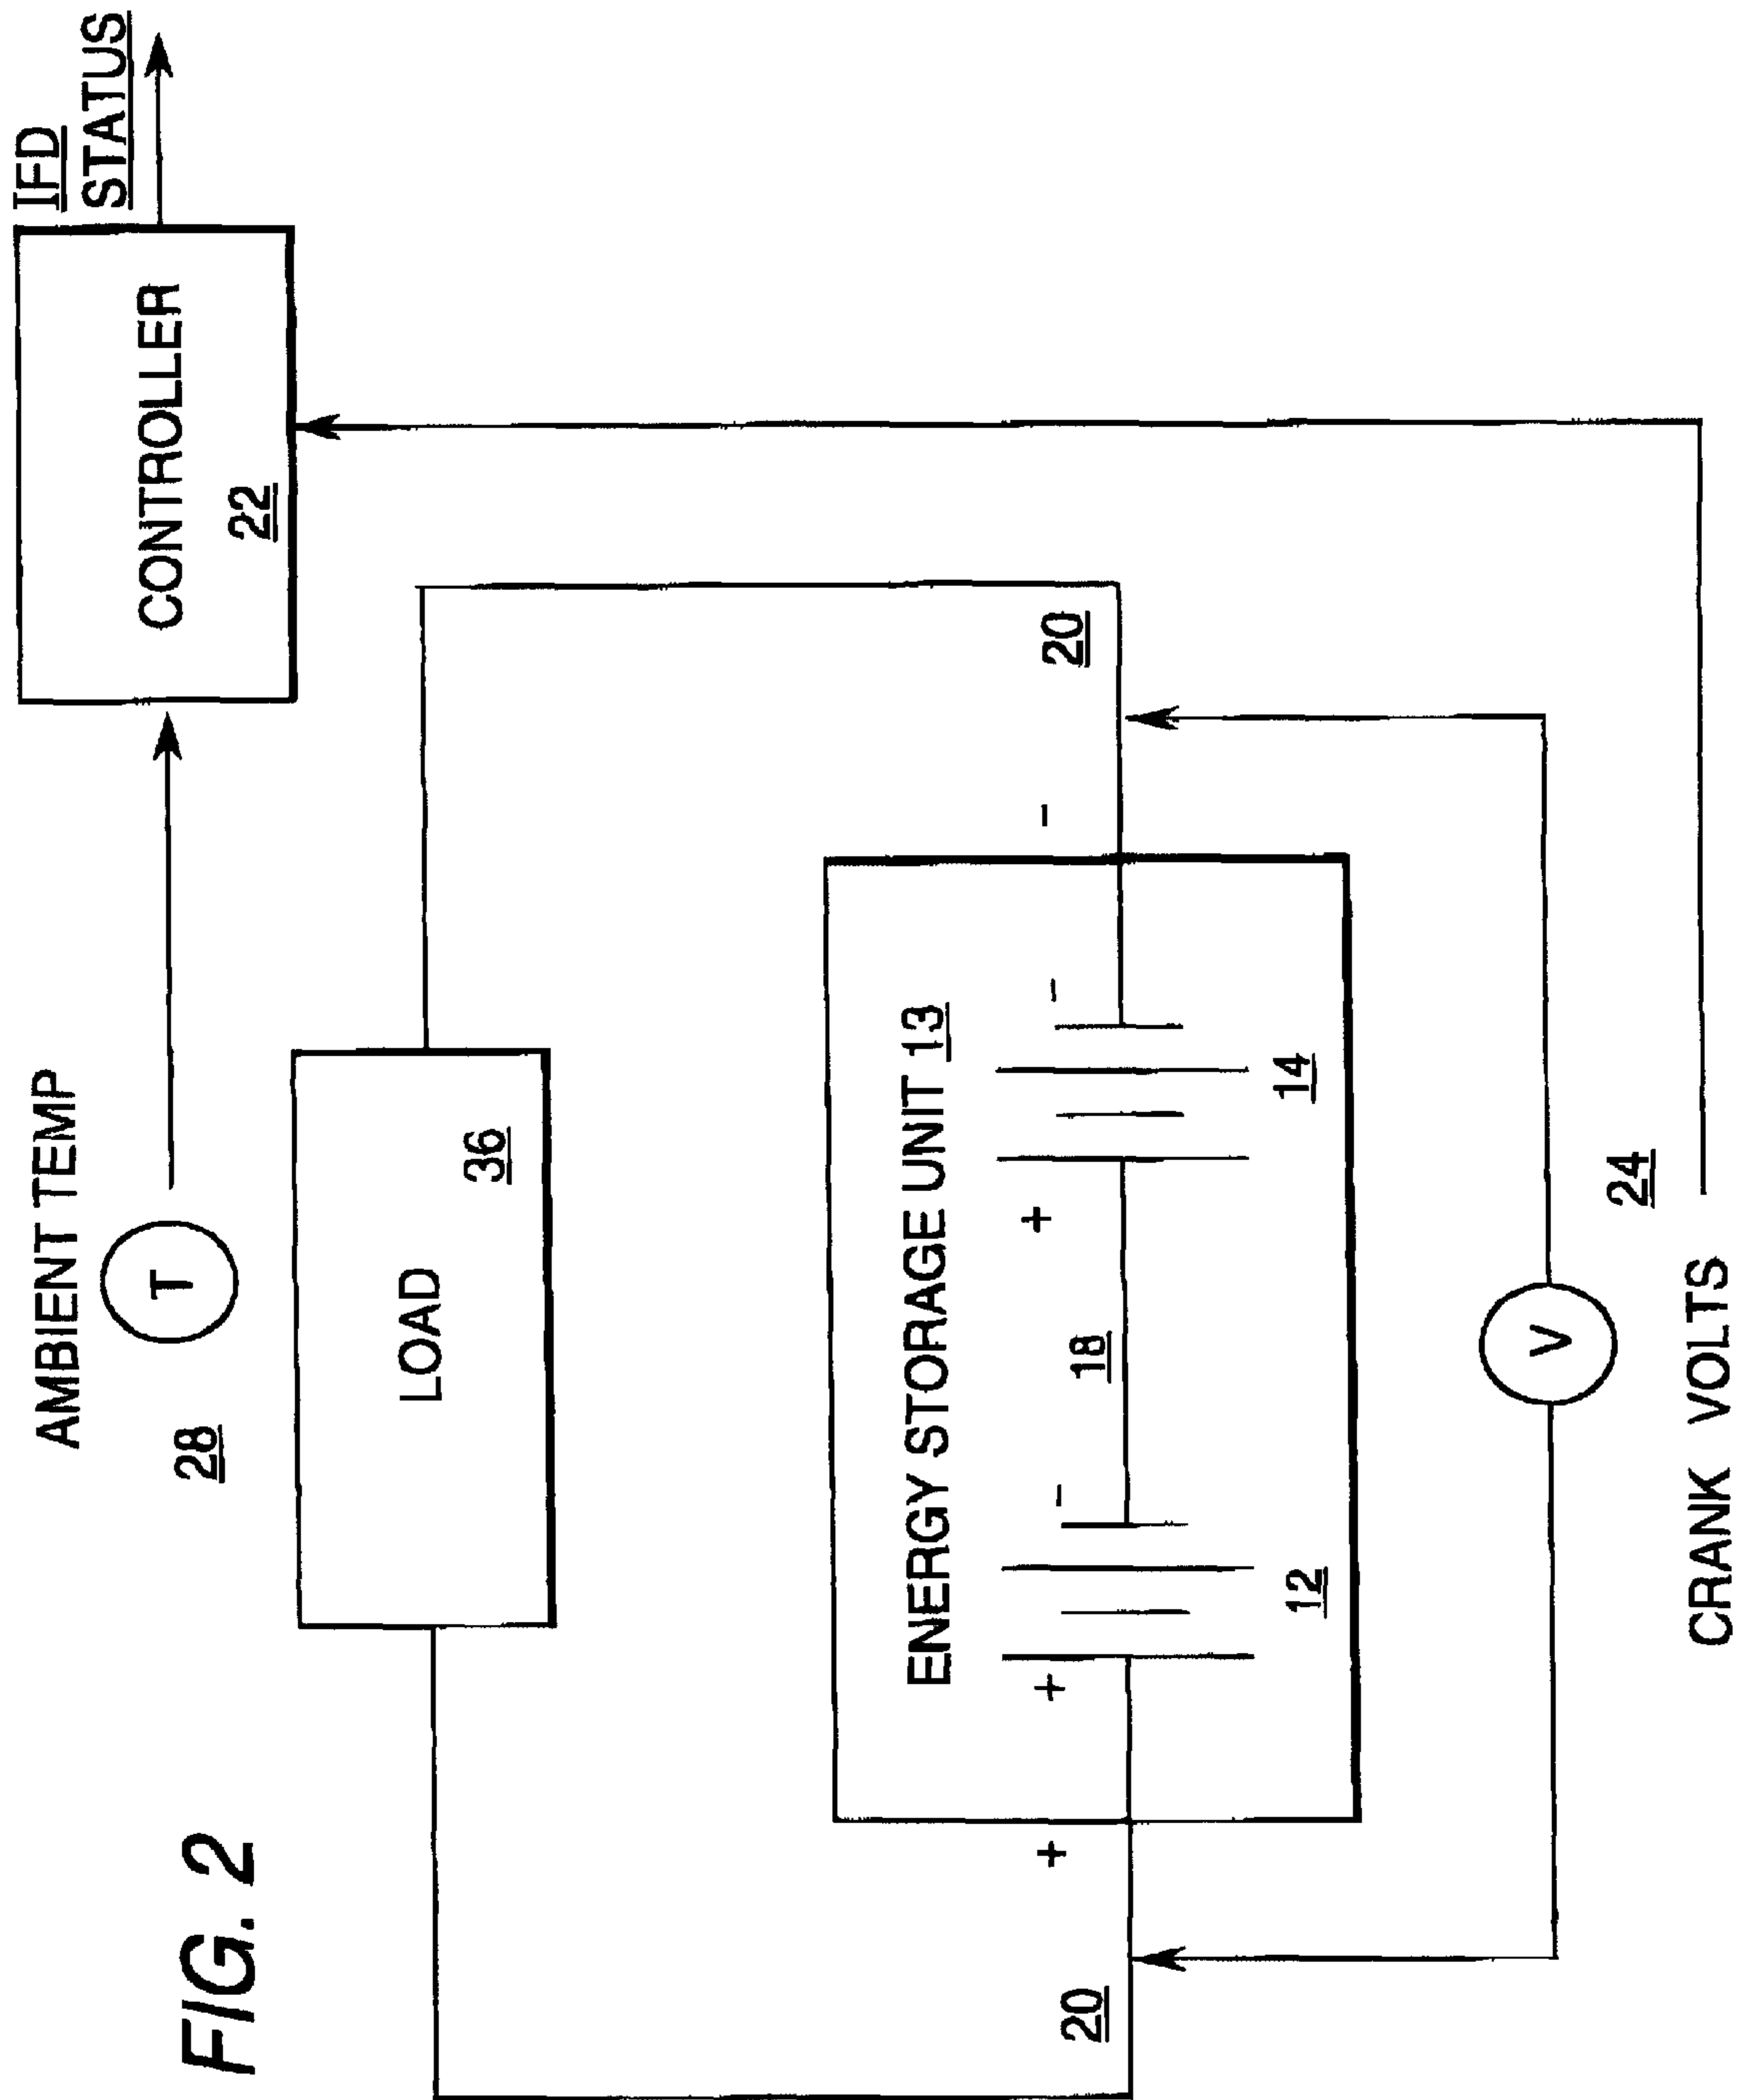 FIG. 2
AMBIENT TEMP
T
28
IFD
STATUS
CONTROLLER
22
LOAD
36
ENERGY STORAGE UNIT 13
+
-
+
-
+
-
18
12
14
20
20
V
24
CRANK VOLTS